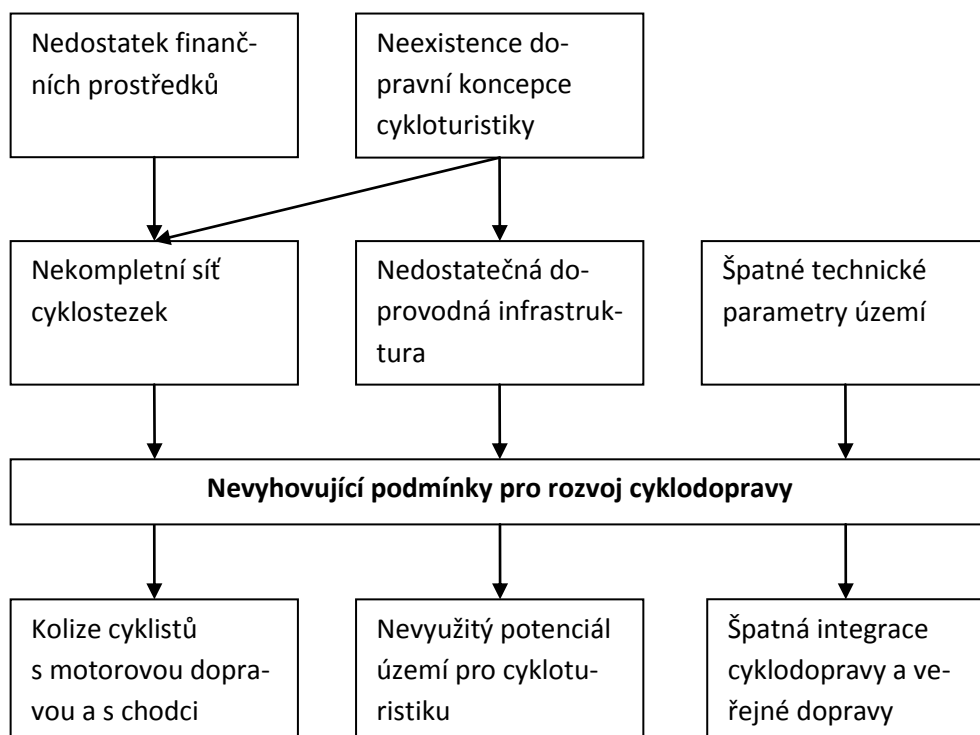 Nedostatek finanč-
ních prostředků
Neexistence do-
pravní koncepce
cykloturistiky
Nekompletní síť
cyklostezek
Nedostatečná do-
provodná infrastruk-
tura
Špatné technické
parametry území
Nevyhovující podmínky pro rozvoj cyklodopravy
Kolize cyklistů
s motorovou dopra-
vou a s chodci
Nevyužitý potenciál
území pro cyklotu-
ristiku
Špatná integrace
cyklodopravy a ve-
řejné dopravy